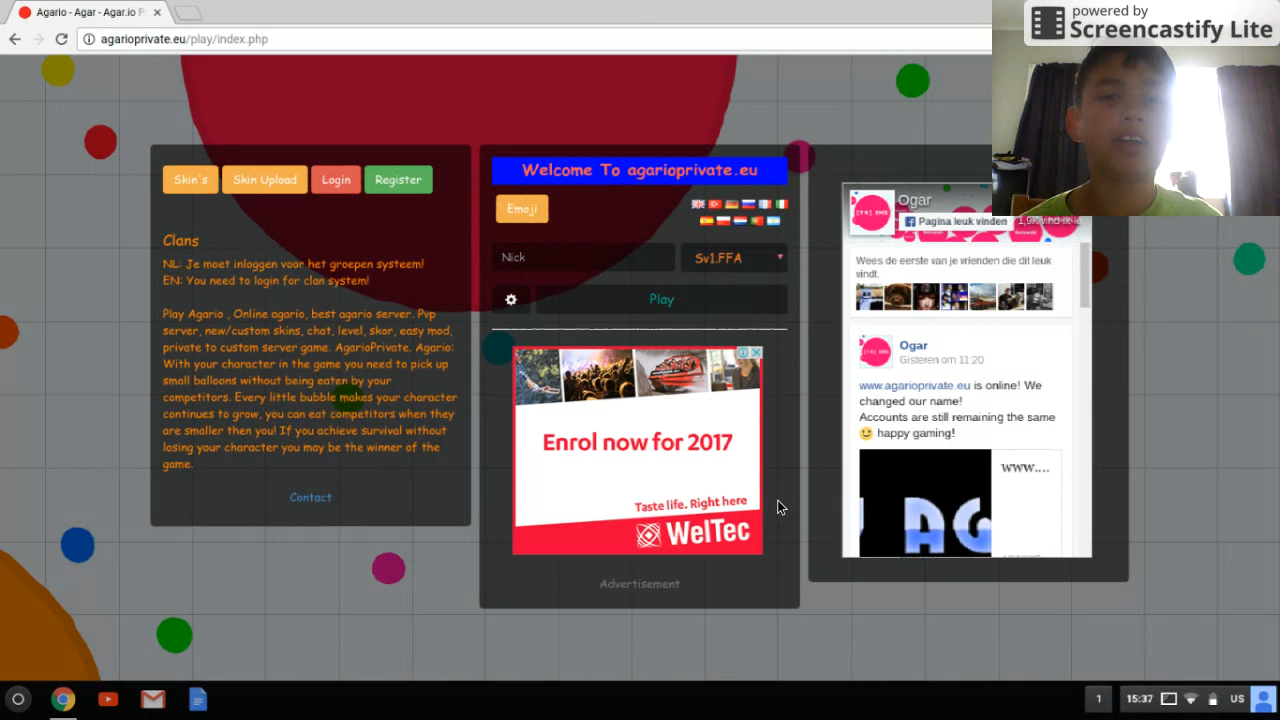 powered by
Screencastify Lite
Agario - Agar - Agar.io P
agarioprivate.eu/play/index.php
Skin's
Skin Upload
Login
Register
Clans
NL: Je moet inloggen voor het groepen systeem!
EN: You need to login for clan system!
Play Agario , Online agario, best agario server. Pvp
server, new/custom skins, chat, level, skor, easy mod,
private to custom server game. AgarioPrivate. Agario:
With your character in the game you need to pick up
small balloons without being eaten by your
competitors. Every little bubble makes your character
continues to grow, you can eat competitors when they
are smaller then you! If you achieve survival without
losing your character you may be the winner of the
game.
Contact
Welcome To agarioprivate.eu
Emoji
Nick
Sv1.FFA
Play
Enrol now for 2017
Taste life. Right here
WelTec
Advertisement
Ogar
Pagina leuk vinden
Wees de eerste van je vrienden die dit leuk
vindt.
Ogar
Gisteren om 11:20
www.agarioprivate.eu is online! We
changed our name!
Accounts are still remaining the same
happy gaming!
AG
www....
1
15:37
US